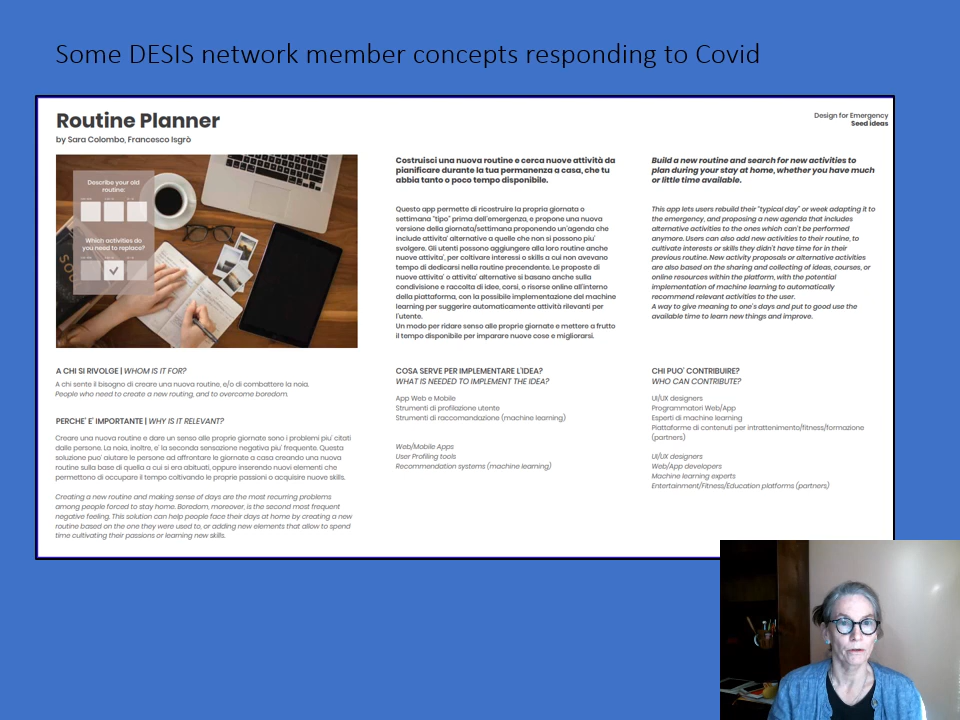 Some DESIS network member concepts responding to Covid
Routine Planner
by Sara Colombo, Francesco Isgrò
Design for Emergency
Seed ideas
Describe your old
routine:
Which activities do
you need to replace?
Costruisci una nuova routine e cerca nuove attività da
pianificare durante la tua permanenza a casa, che tu
abbia tanto o poco tempo disponibile.
Questo app permette di ricostruire la propria giornata o
settimana "tipo" prima dell'emergenza, e propone una nuova
versione della giornata/settimana proponendo un'agenda che
include attivita' alternative a quelle che non si possono piu'
svolgere. Gli utenti possono aggiungere alla loro routine anche
nuove attivita', per coltivare interessi o skills a cui non avevano
tempo di dedicarsi nella routine precedente. Le proposte di
nuove attivita' o attivita' alternative si basano anche sulla
condivisione e raccolta di idee, corsi, o risorse online all'interno
della piattaforma, con la possibile implementazione del machine
learning per suggerire automaticamente attività rilevanti per
l'utente.
Un modo per ridare senso alle proprie giornate e mettere a frutto
il tempo disponibile per imparare nuove cose e migliorarsi.
Build a new routine and search for new activities to
plan during your stay at home, whether you have much
or little time available.
This app lets users rebuild their "typical day" or week adapting it to
the emergency, and proposing a new agenda that includes
alternative activities to the ones which can't be performed
anymore. Users can also add new activities to their routine, to
cultivate interests or skills they didn't have time for in their
previous routine. New activity proposals or alternative activities
are also based on the sharing and collecting of ideas, courses, or
online resources within the platform, with the potential
implementation of machine learning to automatically
recommend relevant activities to the user.
A way to give meaning to one's days and put to good use the
available time to learn new things and improve.
A CHI SI RIVOLGE | WHOM IS IT FOR?
A chi sente il bisogno di creare una nuova routine, e/o di combattere la noia.
People who need to create a new routing, and to overcome boredom.
PERCHE' E' IMPORTANTE | WHY IS IT RELEVANT?
Creare una nuova routine e dare un senso alle proprie giornate sono i problemi piu' citati
dalle persone. La noia, inoltre, e' la seconda sensazione negativa piu' frequente. Questa
soluzione puo' aiutare le persone ad affrontare le giornate a casa creando una nuova
routine sulla base di quella a cui si era abituati, oppure inserendo nuovi elementi che
permettono di occupare il tempo coltivando le proprie passioni o acquisire nuove skills.
Creating a new routine and making sense of days are the most recurring problems
among people forced to stay home. Boredom, moreover, is the second most frequent
negative feeling. This solution can help people face their days at home by creating a new
routine based on the one they were used to, or adding new elements that allow to spend
time cultivating their passions or learning new skills.
COSA SERVE PER IMPLEMENTARE L'IDEA?
WHAT IS NEEDED TO IMPLEMENT THE IDEA?
App Web e Mobile
Strumenti di profilazione utente
Strumenti di raccomandazione (machine learning)
Web/Mobile Apps
User Profiling tools
Recommendation systems (machine learning)
CHI PUO' CONTRIBUIRE?
WHO CAN CONTRIBUTE?
UI/UX designers
Programmatori Web/App
Esperti di machine learning
Piattaforme di contenuti per intrattenimento/fitness/formazione
(partners)
UI/UX designers
Web/App developers
Machine learning experts
Entertainment/Fitness/Education platforms (partners)